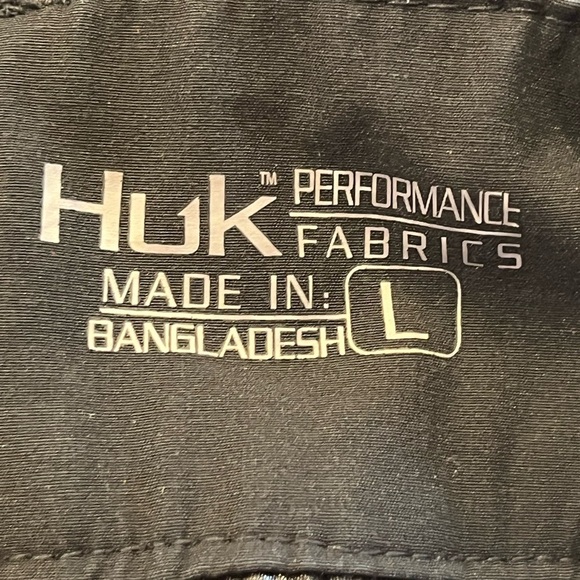 Huk™ PERFORMANCE
FABRICS
MADE IN:
BANGLADESH
L